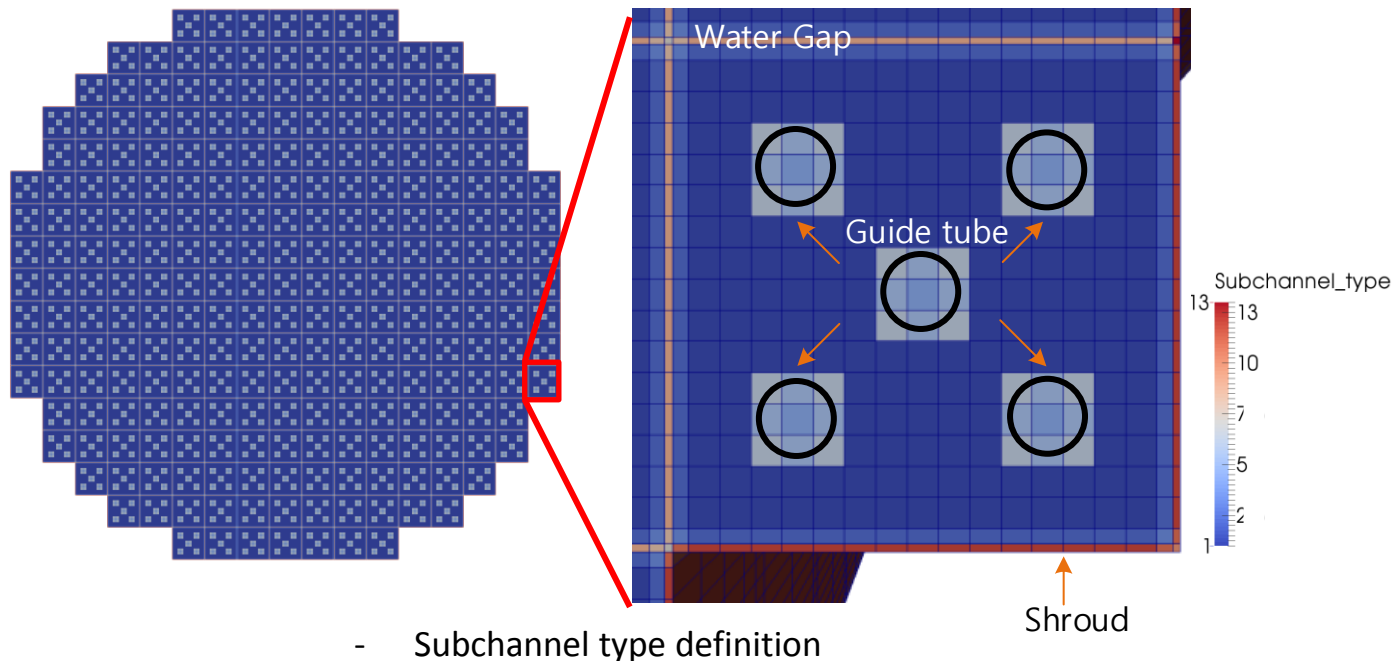 Water Gap
Guide tube
Subchannel_type
13
13
10
7
5
2
1
Shroud
- Subchannel type definition